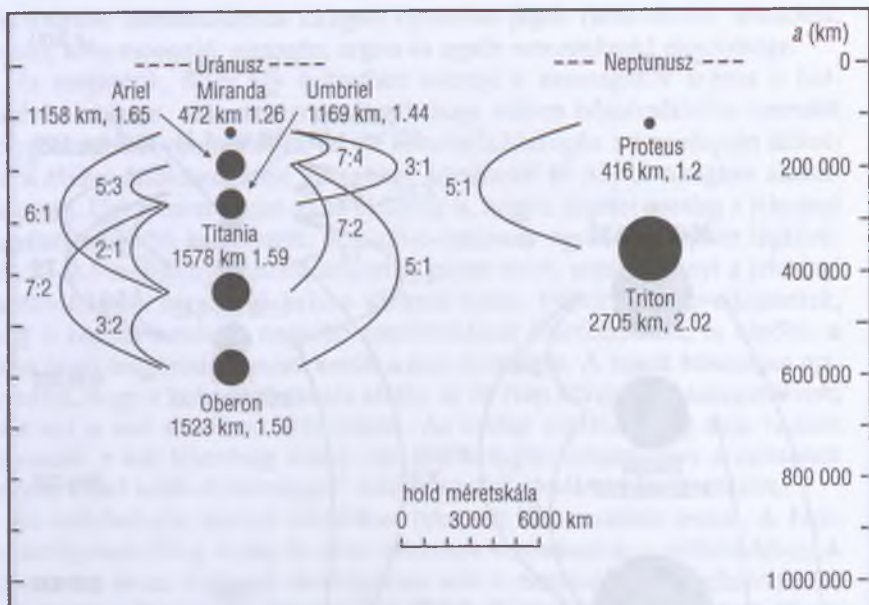 a (km)
Uránusz
Neptunusz
0
Ariel
Miranda
Umbriel
1158 km, 1.65
472 km 1.26
1169 km, 1.44
Proteus
416 km, 1.2
7:4
3:1
200 000
5:3
5:1
6:1
7:2
2:1
Titania
1578 km 1.59
5:1
400 000
7:2
Triton
2705 km, 2.02
3:2
600 000
Oberon
1523 km, 1.50
800 000
hold méretskála
0
3000
6000 km
1 000 000